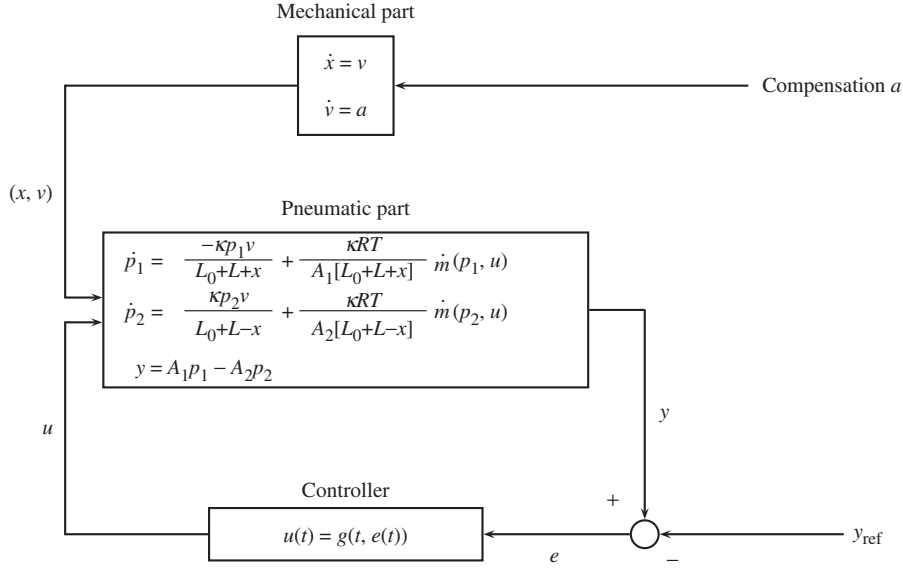 Mechanical part
ẋ = v
v̇ = a
Compensation a
(x, v)
Pneumatic part
ṗ₁ = −κp₁v / L₀+L+x + κRT / A₁[L₀+L+x] ṁ(p₁, u)
ṗ₂ = κp₂v / L₀+L−x + κRT / A₂[L₀+L−x] ṁ(p₂, u)
y = A₁p₁ − A₂p₂
u
y
Controller
u(t) = g(t, e(t))
+
−
e
y_ref